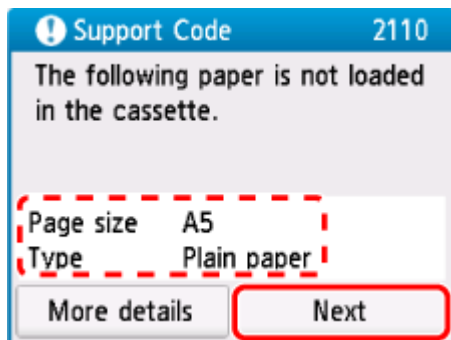 Support Code 2110
The following paper is not loaded
in the cassette.
Page size A5
Type Plain paper
More details Next